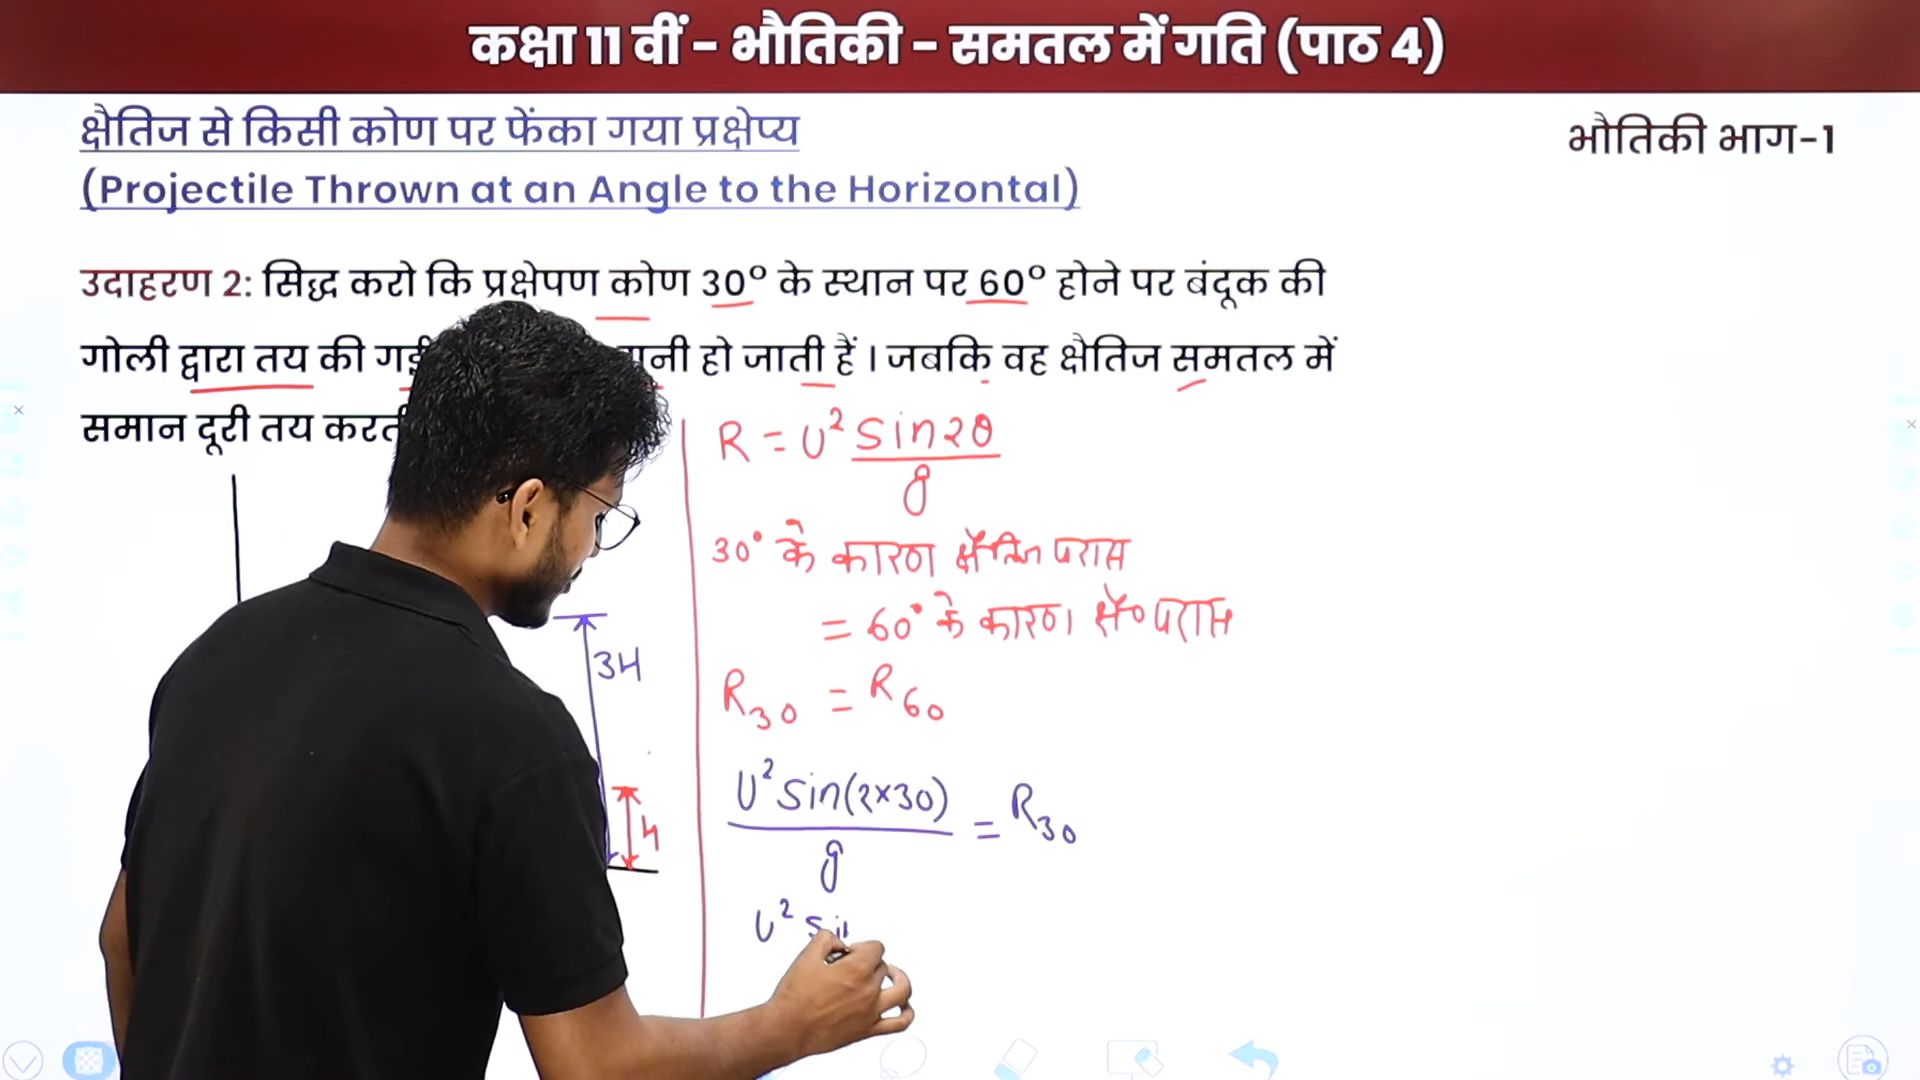 कक्षा 11 वीं - भौतिकी - समतल में गति (पाठ 4)
क्षैतिज से किसी कोण पर फेंका गया प्रक्षेप्य
(Projectile Thrown at an Angle to the Horizontal)
भौतिकी भाग-1
उदाहरण 2: सिद्ध करो कि प्रक्षेपण कोण 30° के स्थान पर 60° होने पर बंदूक की
गोली द्वारा तय की हो जाती हैं । जबकि वह क्षैतिज समतल में
समान दूरी तय
R = U² sin2θ / g
30° के कारण क्षैतिज परास
= 60° के कारण क्षै० परास
R30 = R60
3H
U² sin(2×30) / g = R30
H
U²